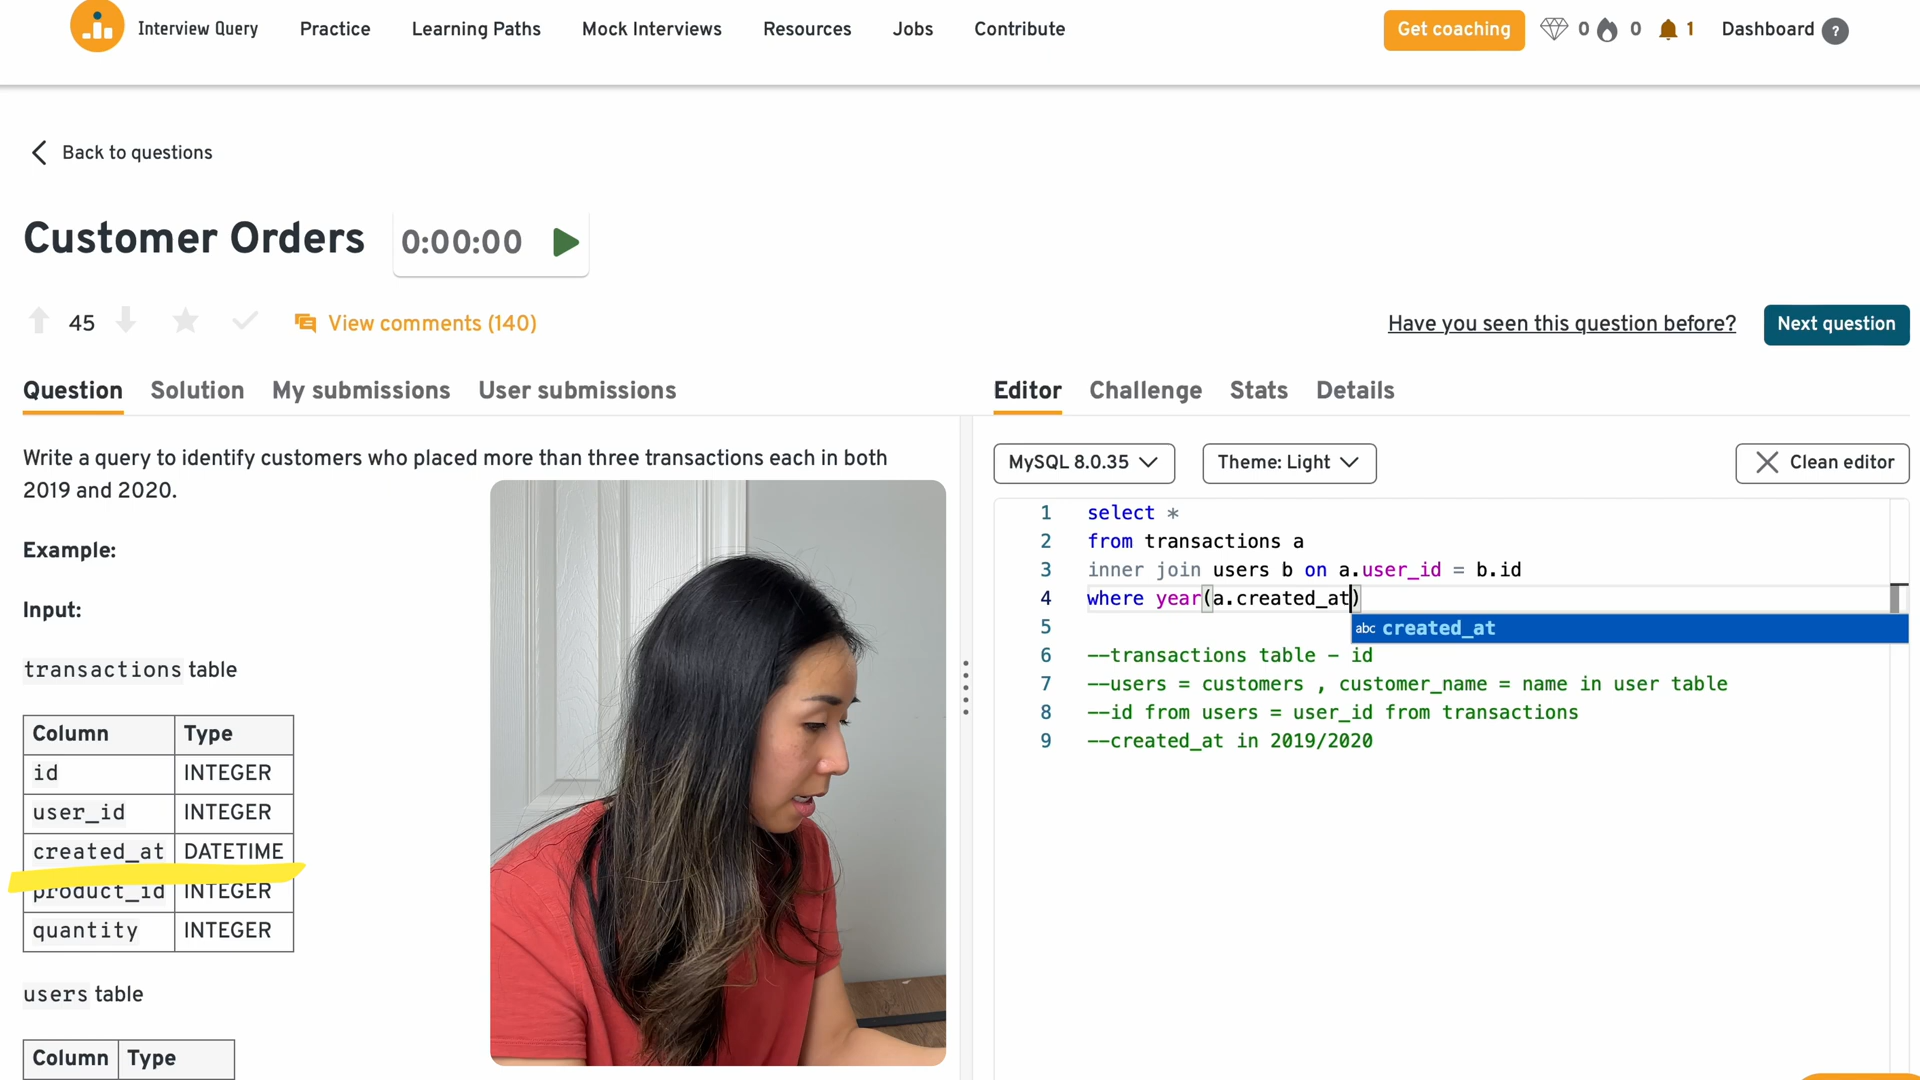 Interview Query
Practice
Learning Paths
Mock Interviews
Resources
Jobs
Contribute
Get coaching
0
0
1
Dashboard
?
Back to questions
Customer Orders
0:00:00
45
View comments (140)
Have you seen this question before?
Next question
Question
Solution
My submissions
User submissions
Write a query to identify customers who placed more than three transactions each in both
2019 and 2020.
Example:
Input:
transactions table
Column Type
id INTEGER
user_id INTEGER
created_at DATETIME
product_id INTEGER
quantity INTEGER
users table
Column Type
Editor
Challenge
Stats
Details
MySQL 8.0.35
Theme: Light
Clean editor
1 select *
2 from transactions a
3 inner join users b on a.user_id = b.id
4 where year(a.created_at)
abc created_at
5
6 --transactions table - id
7 --users = customers , customer_name = name in user table
8 --id from users = user_id from transactions
9 --created_at in 2019/2020